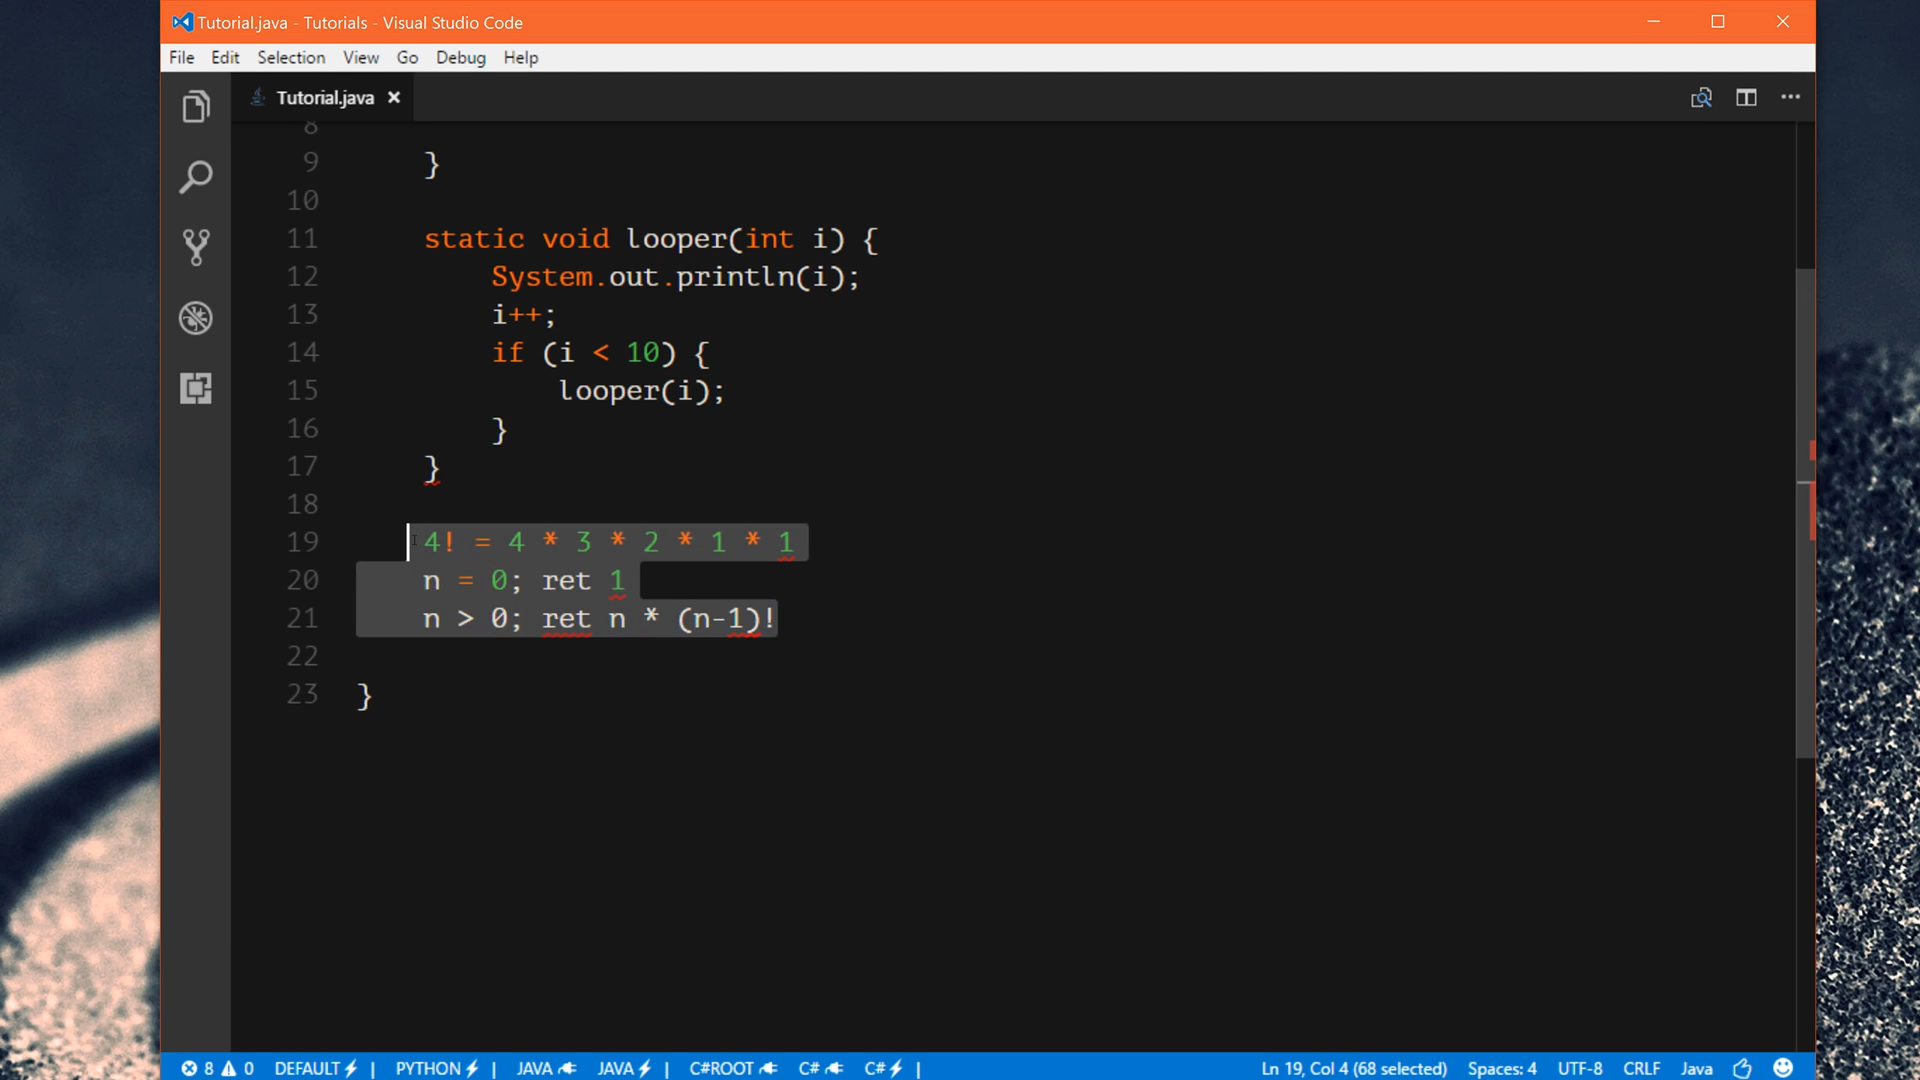 Tutorial.java - Tutorials - Visual Studio Code
File Edit Selection View Go Debug Help
Tutorial.java
8
9 }
10
11 static void looper(int i) {
12 System.out.println(i);
13 i++;
14 if (i < 10) {
15 looper(i);
16 }
17 }
18
19 4! = 4 * 3 * 2 * 1 * 1
20 n = 0; ret 1
21 n > 0; ret n * (n-1)!
22
23 }
8 0 DEFAULT | PYTHON | JAVA JAVA | C#ROOT C# C# | Ln 19, Col 4 (68 selected) Spaces: 4 UTF-8 CRLF Java